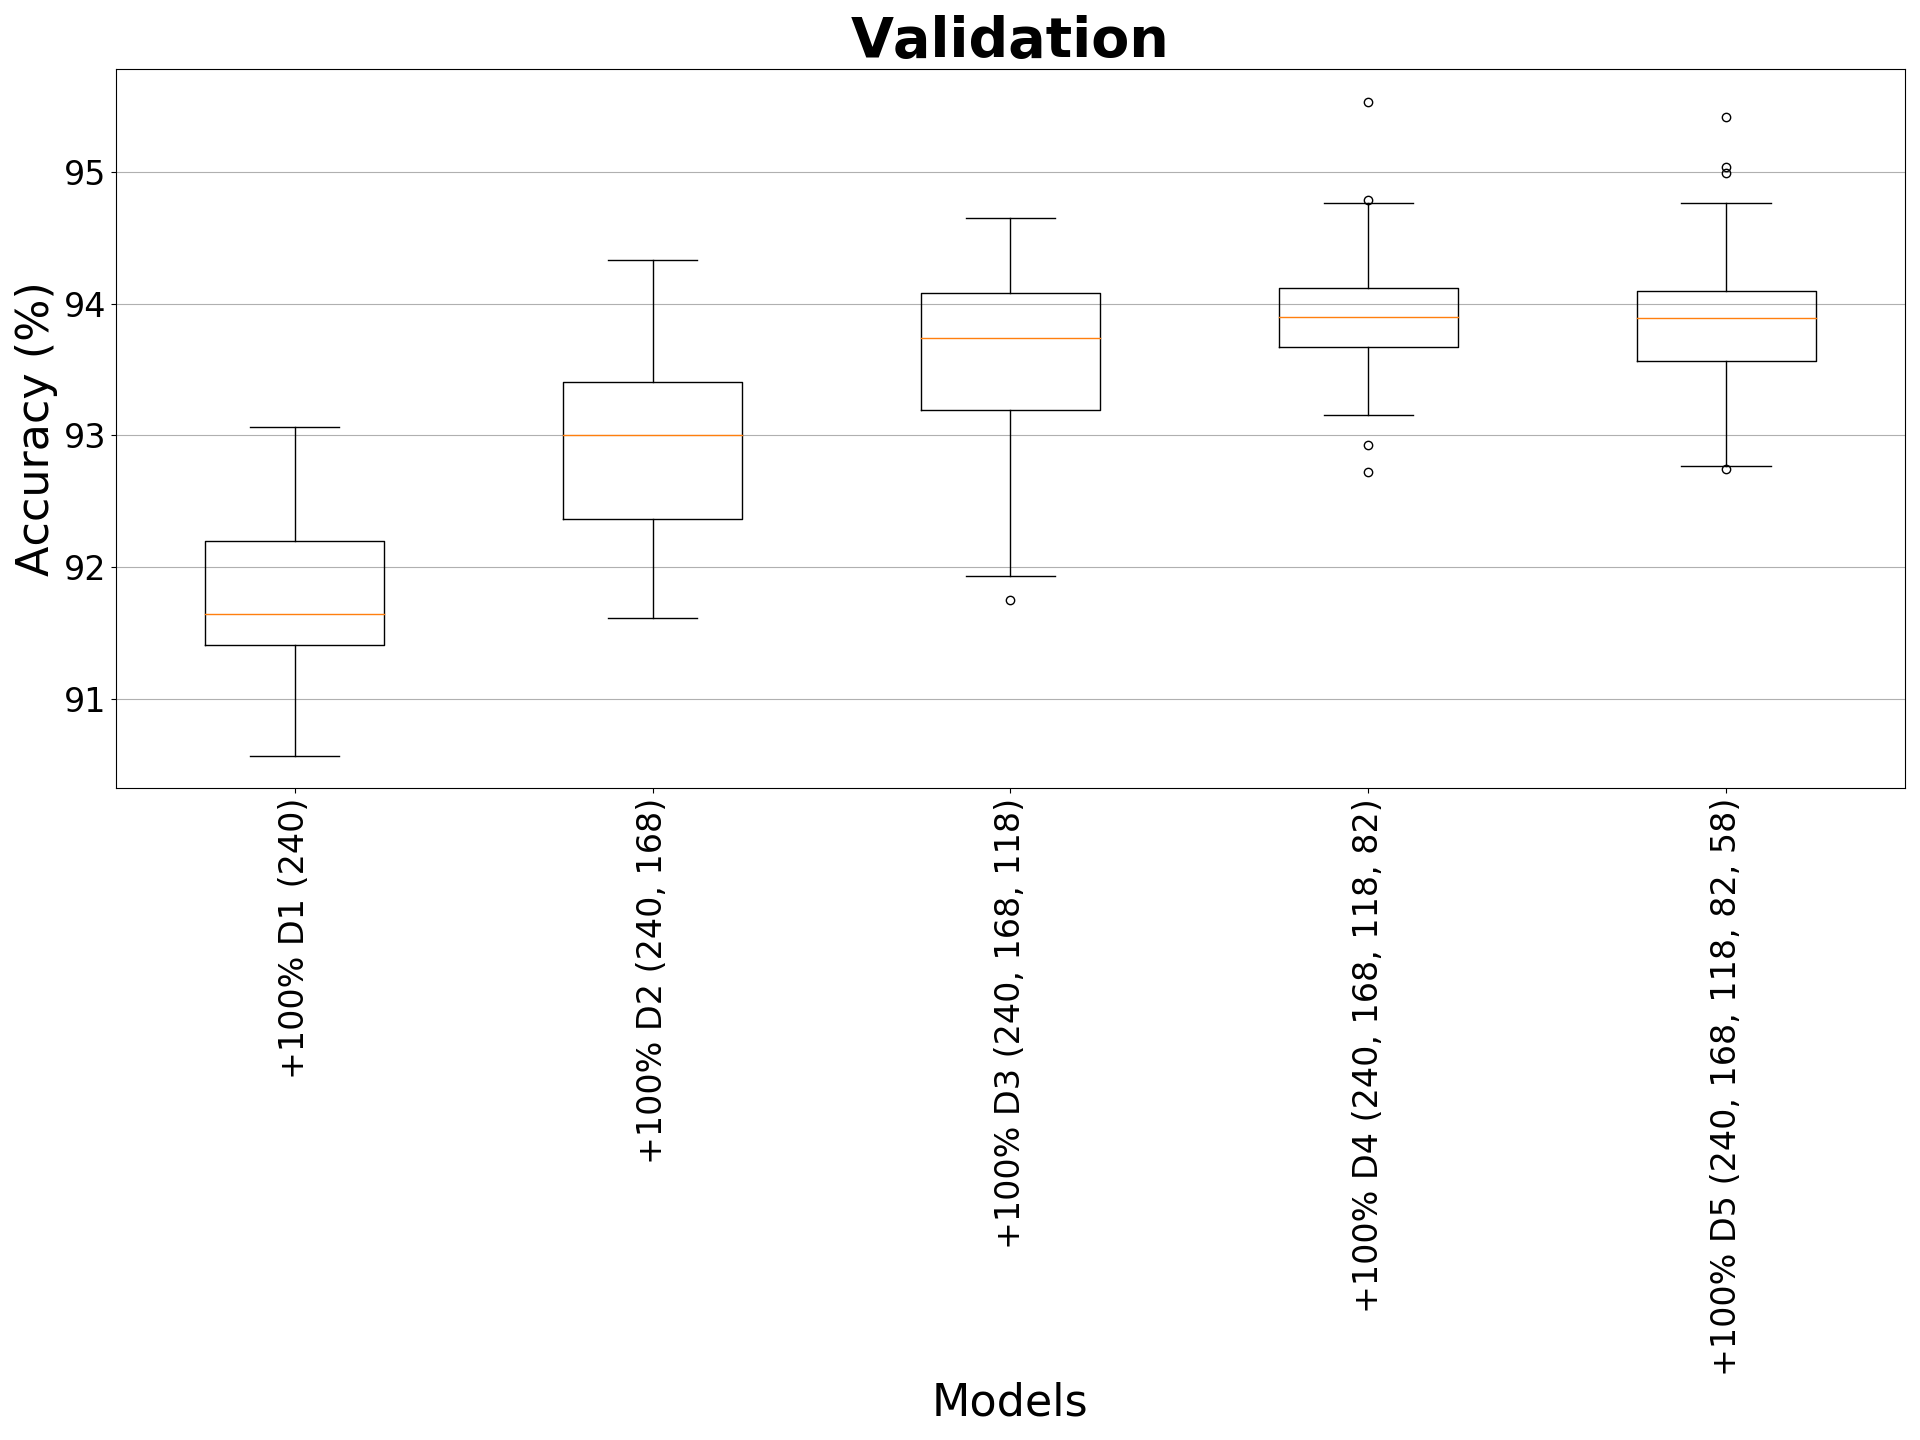 Validation
Accuracy (%)
95
94
93
92
91
+100% D1 (240)
+100% D2 (240, 168)
+100% D3 (240, 168, 118)
+100% D4 (240, 168, 118, 82)
+100% D5 (240, 168, 118, 82, 58)
Models